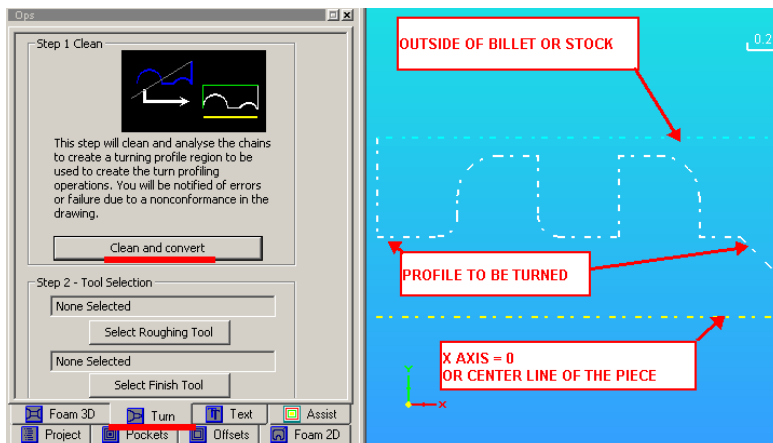 Ops
Step 1 Clean
This step will clean and analyse the chains
to create a turning profile region to be
used to create the turn profiling
operations. You will be notified of errors
or failure due to a nonconformance in the
drawing.
Clean and convert
Step 2 - Tool Selection
None Selected
Select Roughing Tool
None Selected
Select Finish Tool
Foam 3D
Turn
Text
Assist
Project
Pockets
Offsets
Foam 2D
OUTSIDE OF BILLET OR STOCK
0.2
PROFILE TO BE TURNED
X AXIS = 0
OR CENTER LINE OF THE PIECE
Y
X